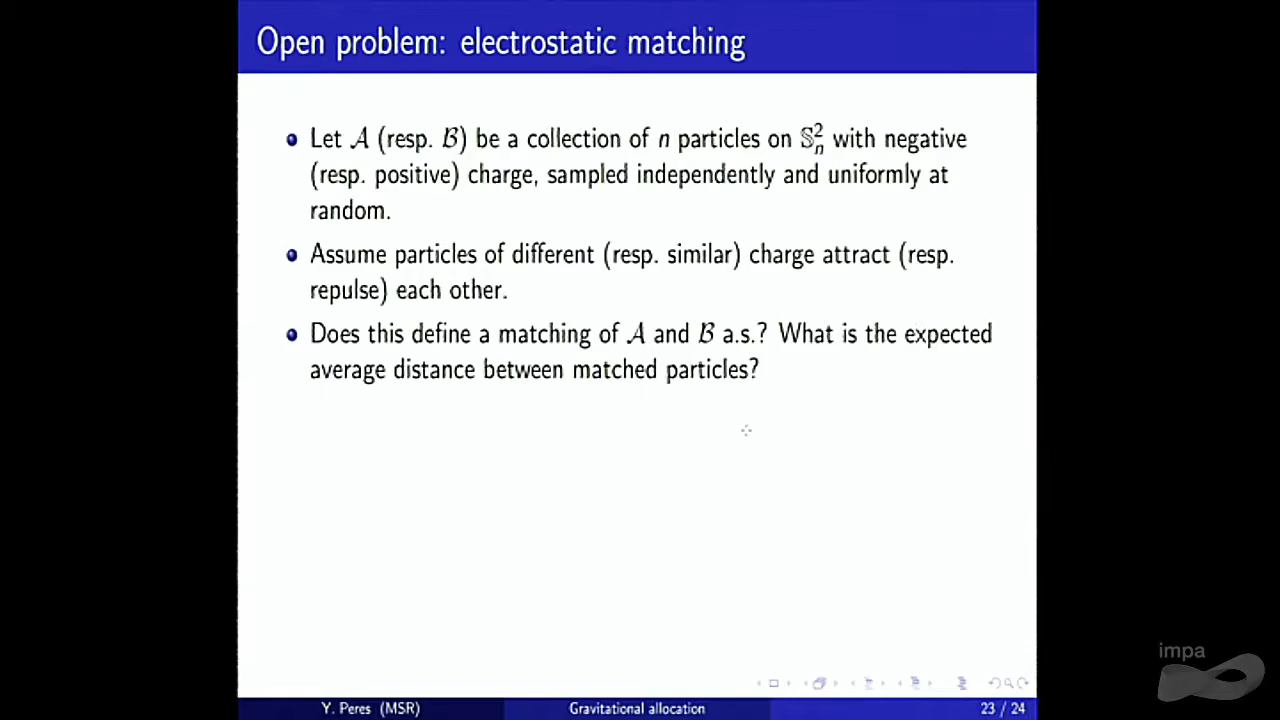 Open problem: electrostatic matching
Let 𝒜 (resp. ℬ) be a collection of n particles on 𝕊²ₙ with negative
(resp. positive) charge, sampled independently and uniformly at
random.
Assume particles of different (resp. similar) charge attract (resp.
repulse) each other.
Does this define a matching of 𝒜 and ℬ a.s.? What is the expected
average distance between matched particles?
impa
Y. Peres (MSR) Gravitational allocation 23 / 24